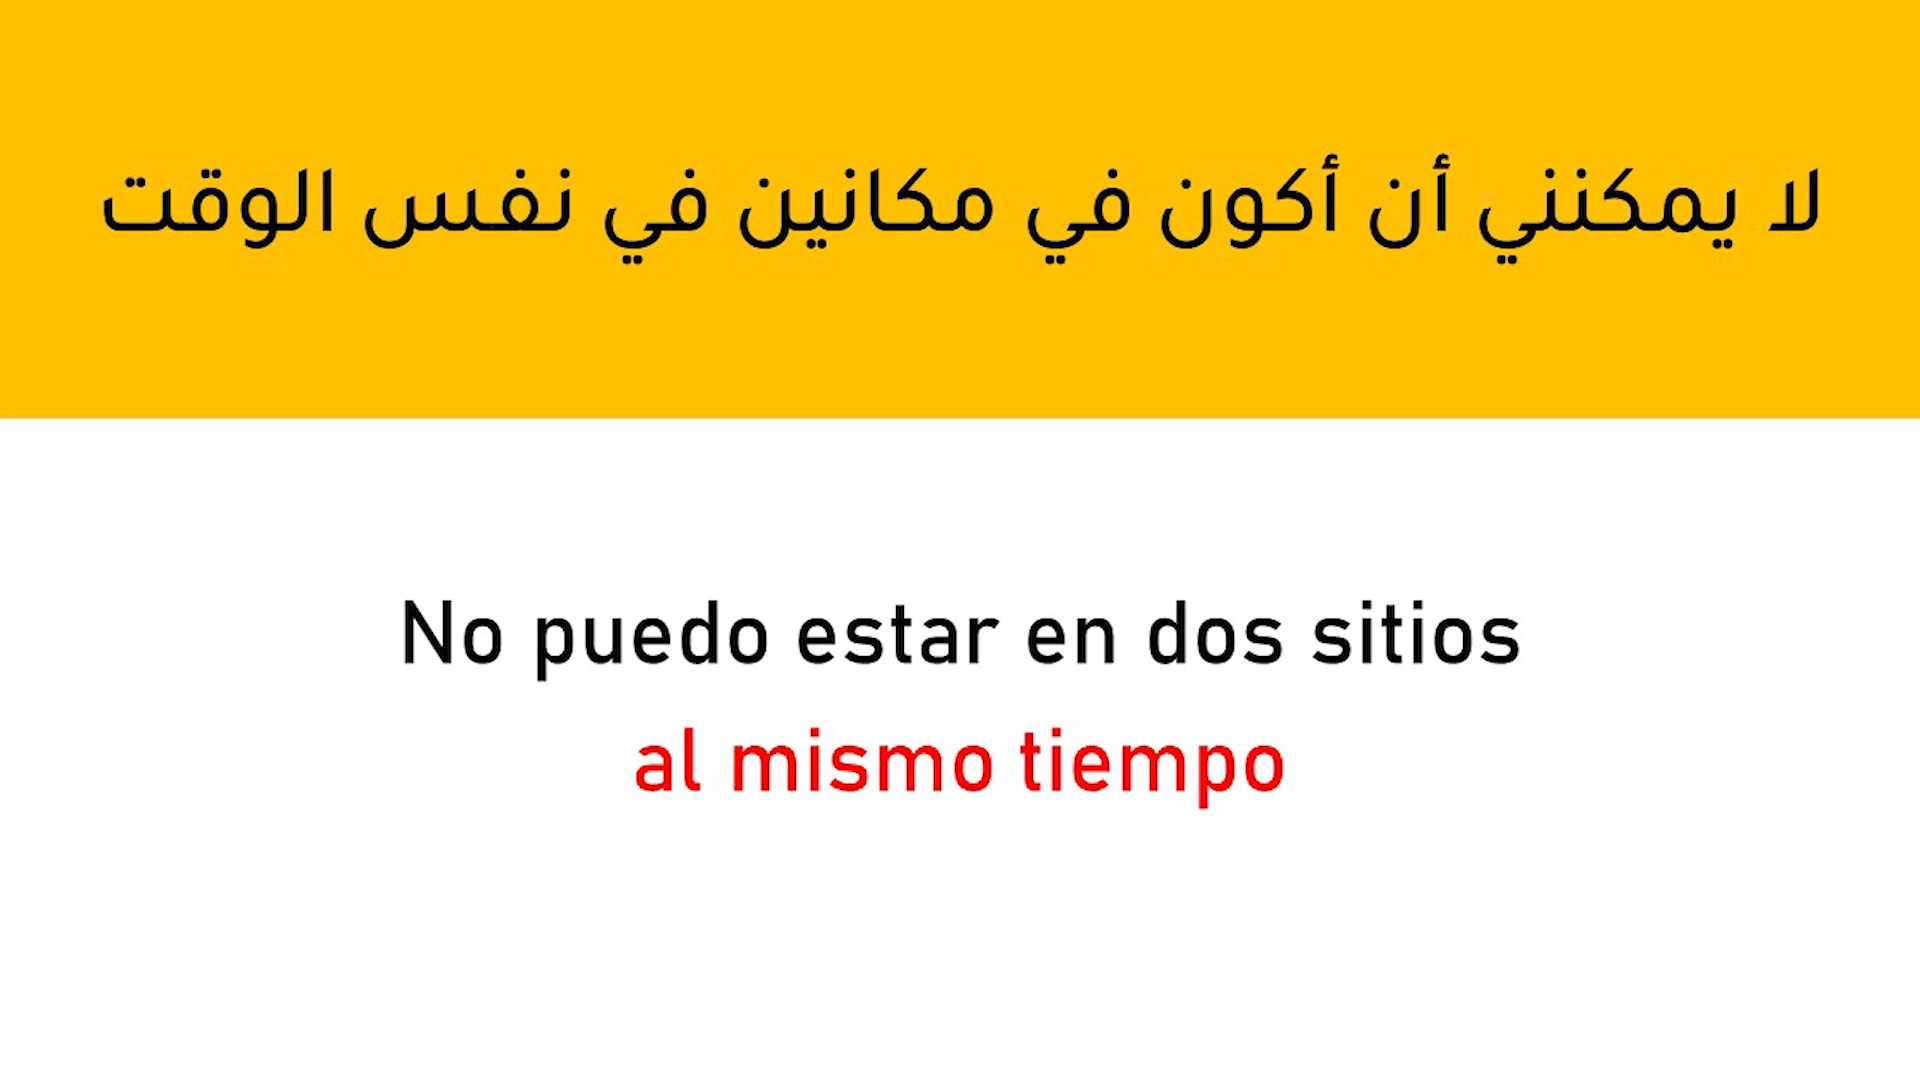 لا يمكنني أن أكون في مكانين في نفس الوقت
No puedo estar en dos sitios
al mismo tiempo